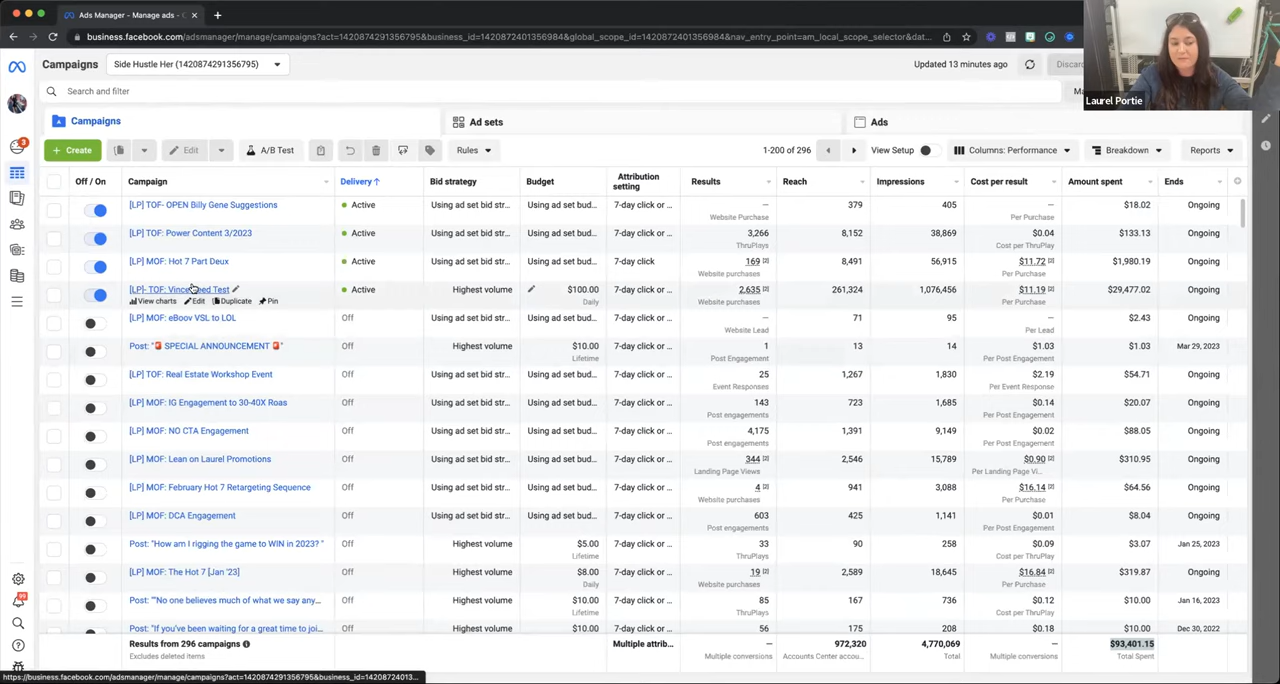 Ads Manager - Manage ads - C
business.facebook.com/adsmanager/manage/campaigns?act=1420874291356795&business_id=1420872401356984&global_scope_id=1420872401356984&nav_entry_point=am_local_scope_selector&dat...
Laurel Portie
Campaigns Side Hustle Her (1420874291356795) Updated 13 minutes ago Discar
Search and filter
Campaigns Ad sets Ads
3
+ Create Edit A/B Test Rules 1-200 of 296 View Setup Columns: Performance Breakdown Reports
Off / On Campaign Delivery ↑ Bid strategy Budget Attribution setting Results Reach Impressions Cost per result Amount spent Ends
[LP] TOF- OPEN Billy Gene Suggestions Active Using ad set bid str... Using ad set bud... 7-day click or ... — 379 405 — $18.02 Ongoing
Website Purchase Per Purchase
[LP] TOF: Power Content 3/2023 Active Using ad set bid str... Using ad set bud... 7-day click or ... 3,266 8,152 38,869 $0.04 $133.13 Ongoing
ThruPlays Cost per ThruPlay
[LP] MOF: Hot 7 Part Deux Active Using ad set bid str... Using ad set bud... 7-day click 169 [2] 8,491 56,915 $11.72 [2] $1,980.19 Ongoing
Website purchases Per Purchase
[LP]- TOF: Vince Test Active Highest volume $100.00 7-day click or ... 2,635 [2] 261,324 1,076,456 $11.19 [2] $29,477.02 Ongoing
View charts Edit Duplicate Pin Daily Website purchases Per Purchase
[LP] MOF: eBoov VSL to LOL Off Using ad set bid str... Using ad set bud... 7-day click or ... — 71 95 — $2.43 Ongoing
Website Lead Per Lead
Post: "🚨 SPECIAL ANNOUNCEMENT 🚨" Off Highest volume $10.00 7-day click or ... 1 13 14 $1.03 $1.03 Mar 29, 2023
Lifetime Post Engagement Per Post Engagement
[LP] TOF: Real Estate Workshop Event Off Using ad set bid str... Using ad set bud... 7-day click or ... 25 1,267 1,830 $2.19 $54.71 Ongoing
Event Responses Per Event Response
[LP] MOF: IG Engagement to 30-40X Roas Off Using ad set bid str... Using ad set bud... 7-day click or ... 143 723 1,685 $0.14 $20.07 Ongoing
Post engagements Per Post Engagement
[LP] MOF: NO CTA Engagement Off Using ad set bid str... Using ad set bud... 7-day click or ... 4,175 1,391 9,149 $0.02 $88.05 Ongoing
Post engagements Per Post Engagement
[LP] MOF: Lean on Laurel Promotions Off Using ad set bid str... Using ad set bud... 7-day click or ... 344 [2] 2,546 15,789 $0.90 [2] $310.95 Ongoing
Landing Page Views Per Landing Page Vi...
[LP] MOF: February Hot 7 Retargeting Sequence Off Using ad set bid str... Using ad set bud... 7-day click or ... 4 [2] 941 3,088 $16.14 [2] $64.56 Ongoing
Website purchases Per Purchase
[LP] MOF: DCA Engagement Off Using ad set bid str... Using ad set bud... 7-day click or ... 603 425 1,141 $0.01 $8.04 Ongoing
Post engagements Per Post Engagement
Post: "How am I rigging the game to WIN in 2023? " Off Highest volume $5.00 7-day click or ... 33 90 258 $0.09 $3.07 Jan 25, 2023
Lifetime ThruPlays Cost per ThruPlay
[LP] MOF: The Hot 7 [Jan '23] Off Highest volume $8.00 7-day click or ... 19 [2] 2,589 18,645 $16.84 [2] $319.87 Ongoing
Daily Website purchases Per Purchase
Post: ""No one believes much of what we say any... Off Highest volume $10.00 7-day click or ... 85 167 736 $0.12 $10.00 Jan 16, 2023
Lifetime ThruPlays Cost per ThruPlay
Post: "If you've been waiting for a great time to joi... Off Highest volume $10.00 7-day click or ... 56 175 208 $0.18 $10.00 Dec 30, 2022
Results from 296 campaigns Multiple attrib... — 972,320 4,770,069 — $93,401.15
Excludes deleted items Multiple conversions Accounts Center accou... Total Multiple conversions Total Spent
https://business.facebook.com/adsmanager/manage/campaigns?act=1420874291356795&business_id=14208724013...